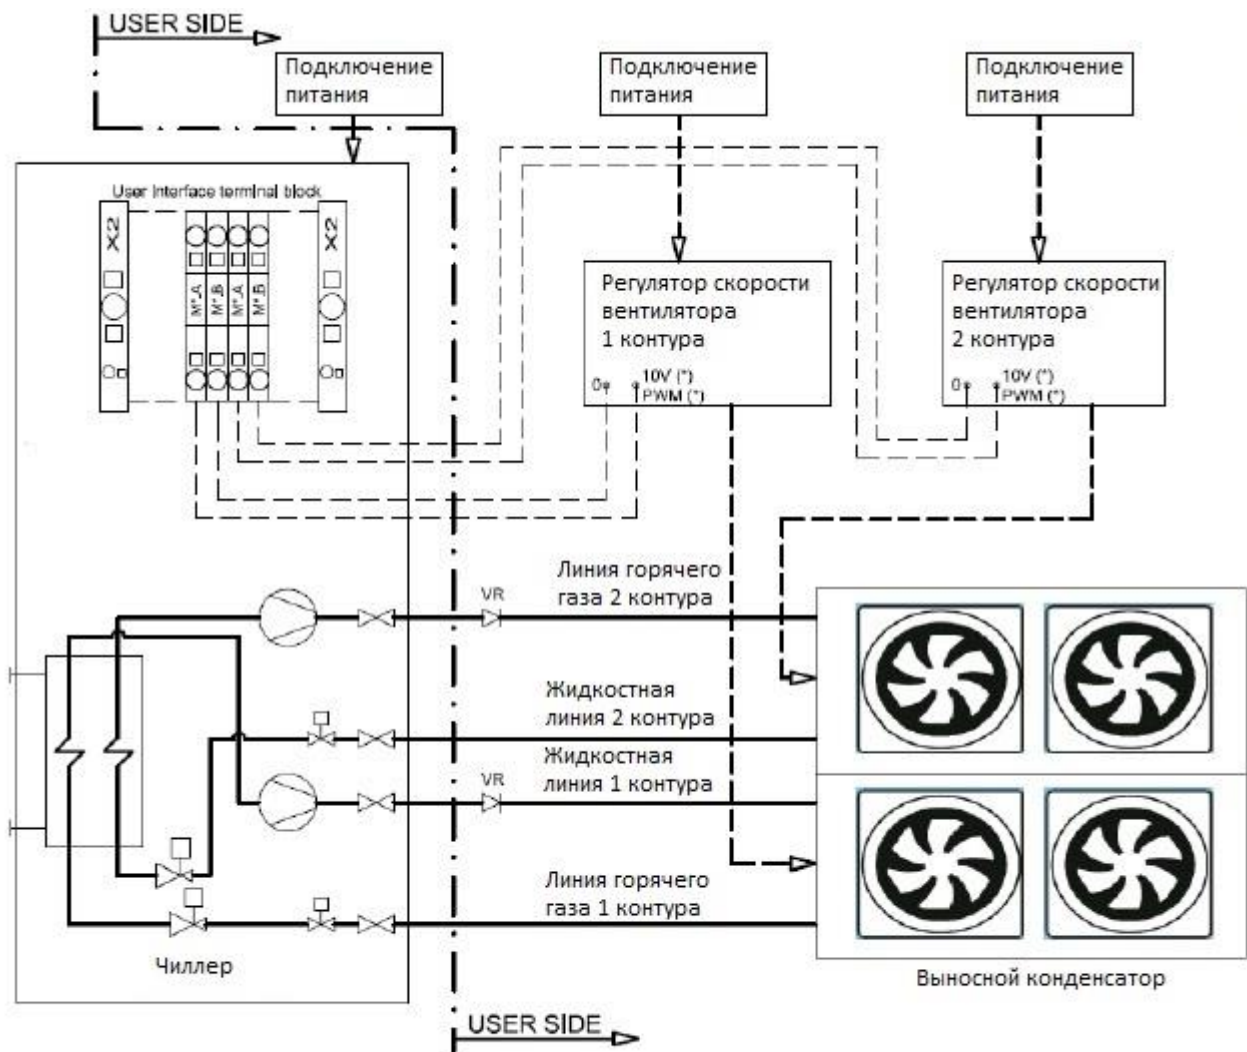 USER SIDE
Подключение
питания
Подключение
питания
Подключение
питания
User Interface terminal block
X2
M*.A
M*.B
M*.A
M*.B
X2
Регулятор скорости
вентилятора
1 контура
0
10V (*)
PWM (*)
Регулятор скорости
вентилятора
2 контура
0
10V (*)
PWM (*)
VR
Линия горячего
газа 2 контура
Жидкостная
линия 2 контура
Жидкостная
линия 1 контура
VR
Линия горячего
газа 1 контура
Чиллер
Выносной конденсатор
USER SIDE